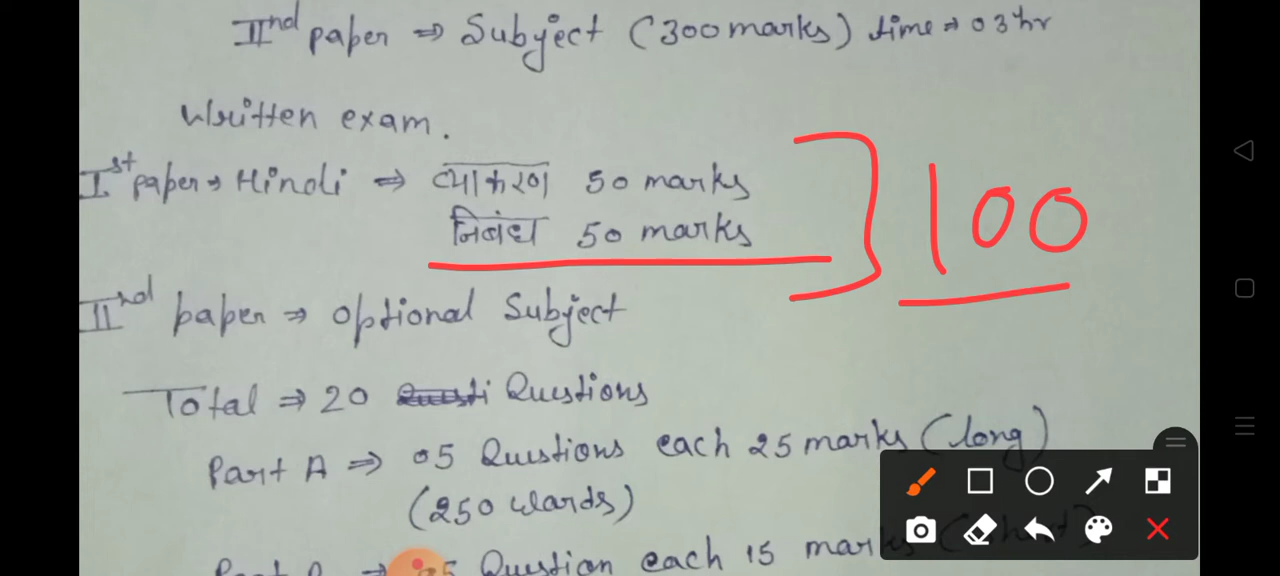 IInd paper ⇒ Subject (300 marks) time ⇒ 03 hr
Written exam.
Ist paper → Hindi ⇒ व्याकरण 50 marks
निबंध 50 marks
100
IInd paper ⇒ Optional Subject
Total ⇒ 20 Questions
Part A ⇒ 05 Questions each 25 marks (long)
(250 words)
Question each 15